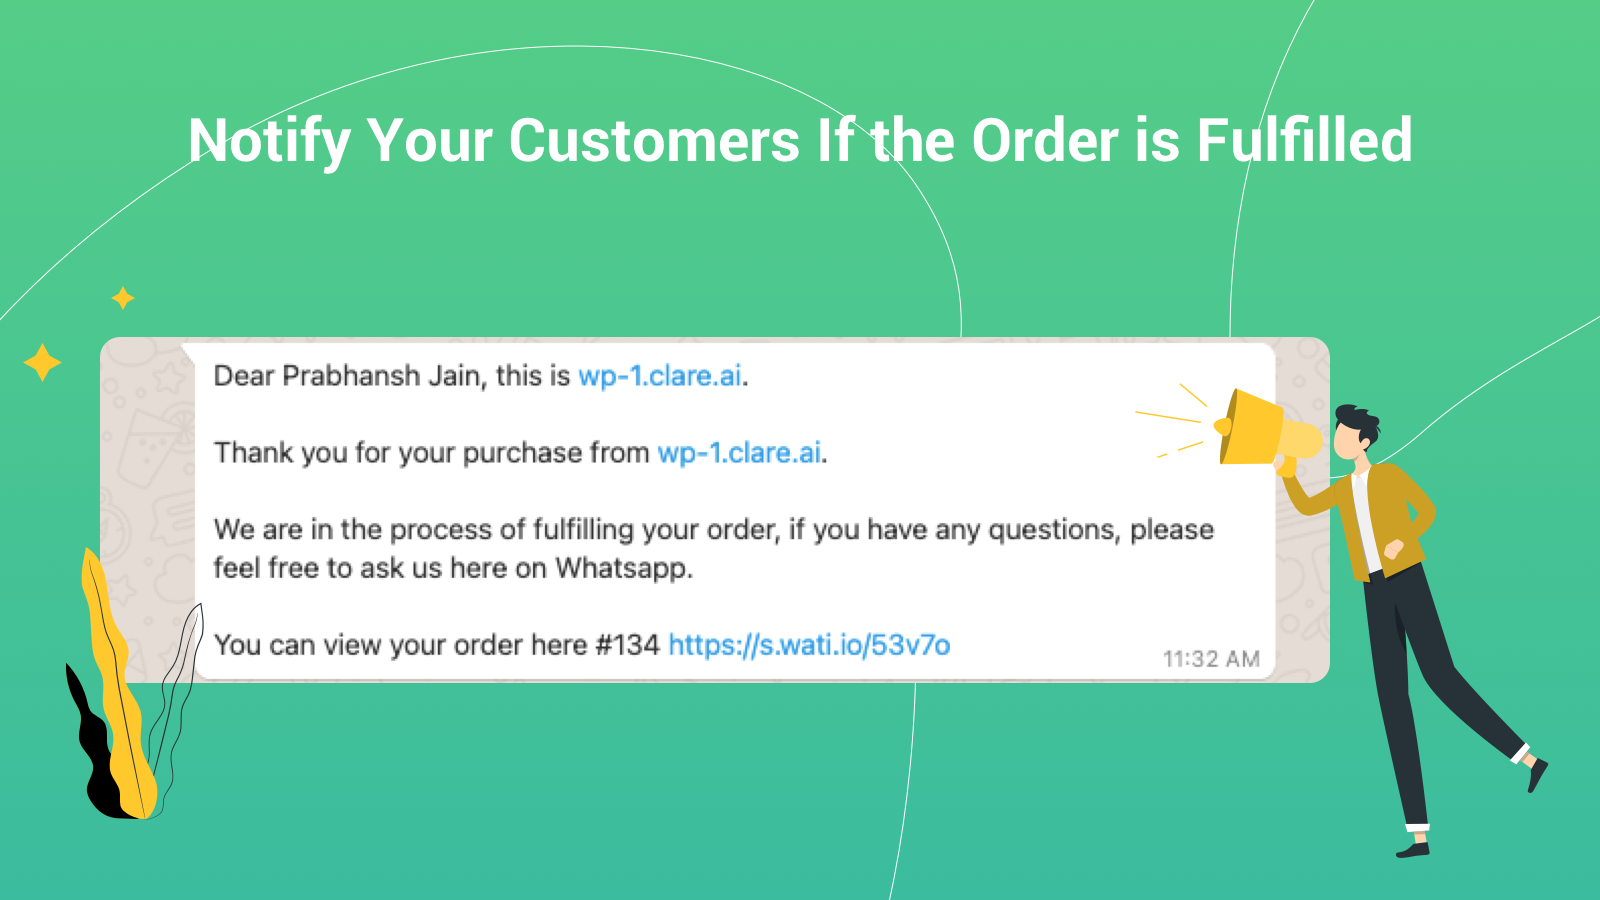 Notify Your Customers If the Order is Fulfilled
Dear Prabhansh Jain, this is wp-1.clare.ai.
Thank you for your purchase from wp-1.clare.ai.
We are in the process of fulfilling your order, if you have any questions, please
feel free to ask us here on Whatsapp.
You can view your order here #134 https://s.wati.io/53v7o
11:32 AM